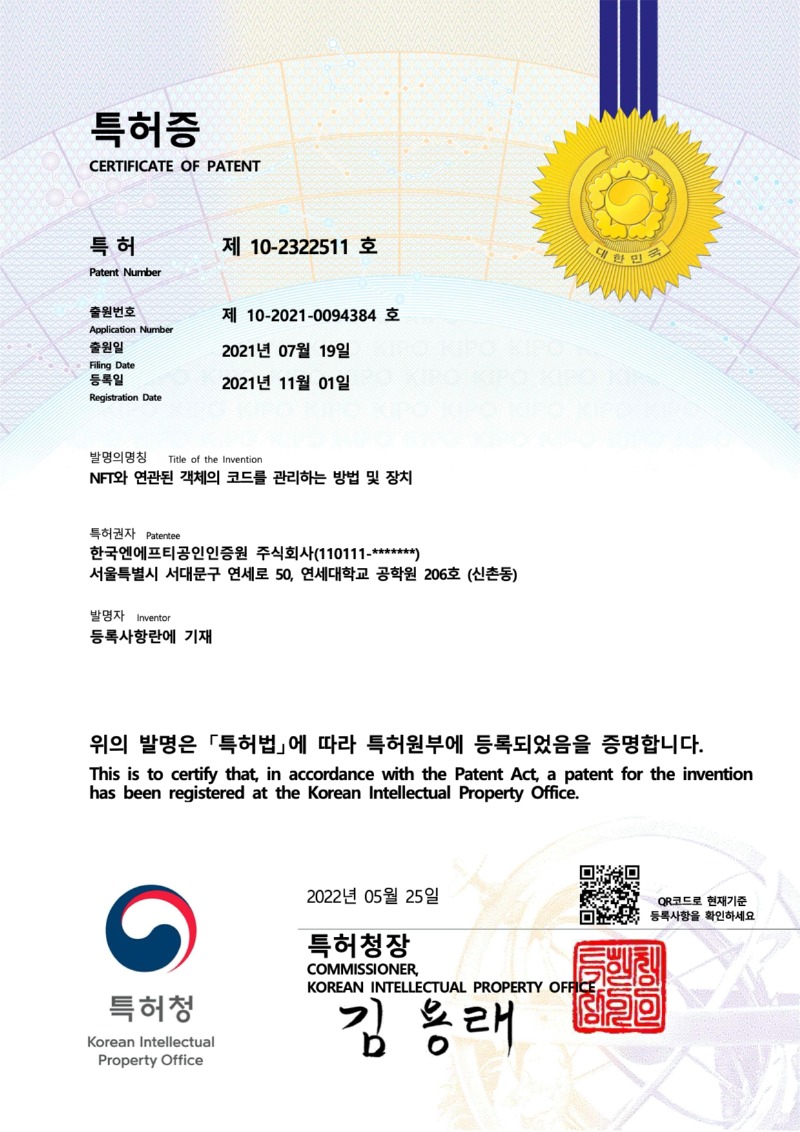 특허증
CERTIFICATE OF PATENT
대한민국
특허 제 10-2322511 호
Patent Number
출원번호 제 10-2021-0094384 호
Application Number
출원일 2021년 07월 19일
Filing Date
등록일 2021년 11월 01일
Registration Date
KIPO KIPO KIPO KIPO KIPO KIPO KIPO
발명의명칭 Title of the Invention
NFT와 연관된 객체의 코드를 관리하는 방법 및 장치
특허권자 Patentee
한국엔에프티공인인증원 주식회사(110111-*******)
서울특별시 서대문구 연세로 50, 연세대학교 공학원 206호 (신촌동)
발명자 Inventor
등록사항란에 기재
위의 발명은 「특허법」에 따라 특허원부에 등록되었음을 증명합니다.
This is to certify that, in accordance with the Patent Act, a patent for the invention
has been registered at the Korean Intellectual Property Office.
2022년 05월 25일
QR코드로 현재기준
등록사항을 확인하세요
특허청장
COMMISSIONER,
KOREAN INTELLECTUAL PROPERTY OFFICE
김용래
특허청
Korean Intellectual
Property Office